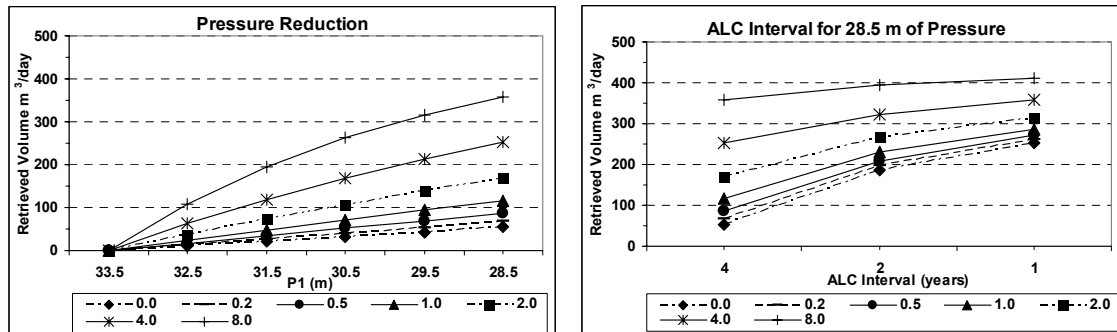 Pressure Reduction
Retrieved Volume m³/day
500
400
300
200
100
0
33.5 32.5 31.5 30.5 29.5 28.5
P1 (m)
0.0 0.2 0.5 1.0 2.0
4.0 8.0
ALC Interval for 28.5 m of Pressure
Retrieved Volume m³/day
500
400
300
200
100
0
4 2 1
ALC Interval (years)
0.0 0.2 0.5 1.0 2.0
4.0 8.0